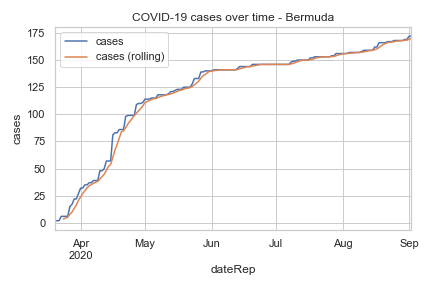 COVID-19 cases over time - Bermuda
175
150
125
100
75
50
25
0
cases
cases
cases (rolling)
Apr
2020
May
Jun
Jul
Aug
Sep
dateRep